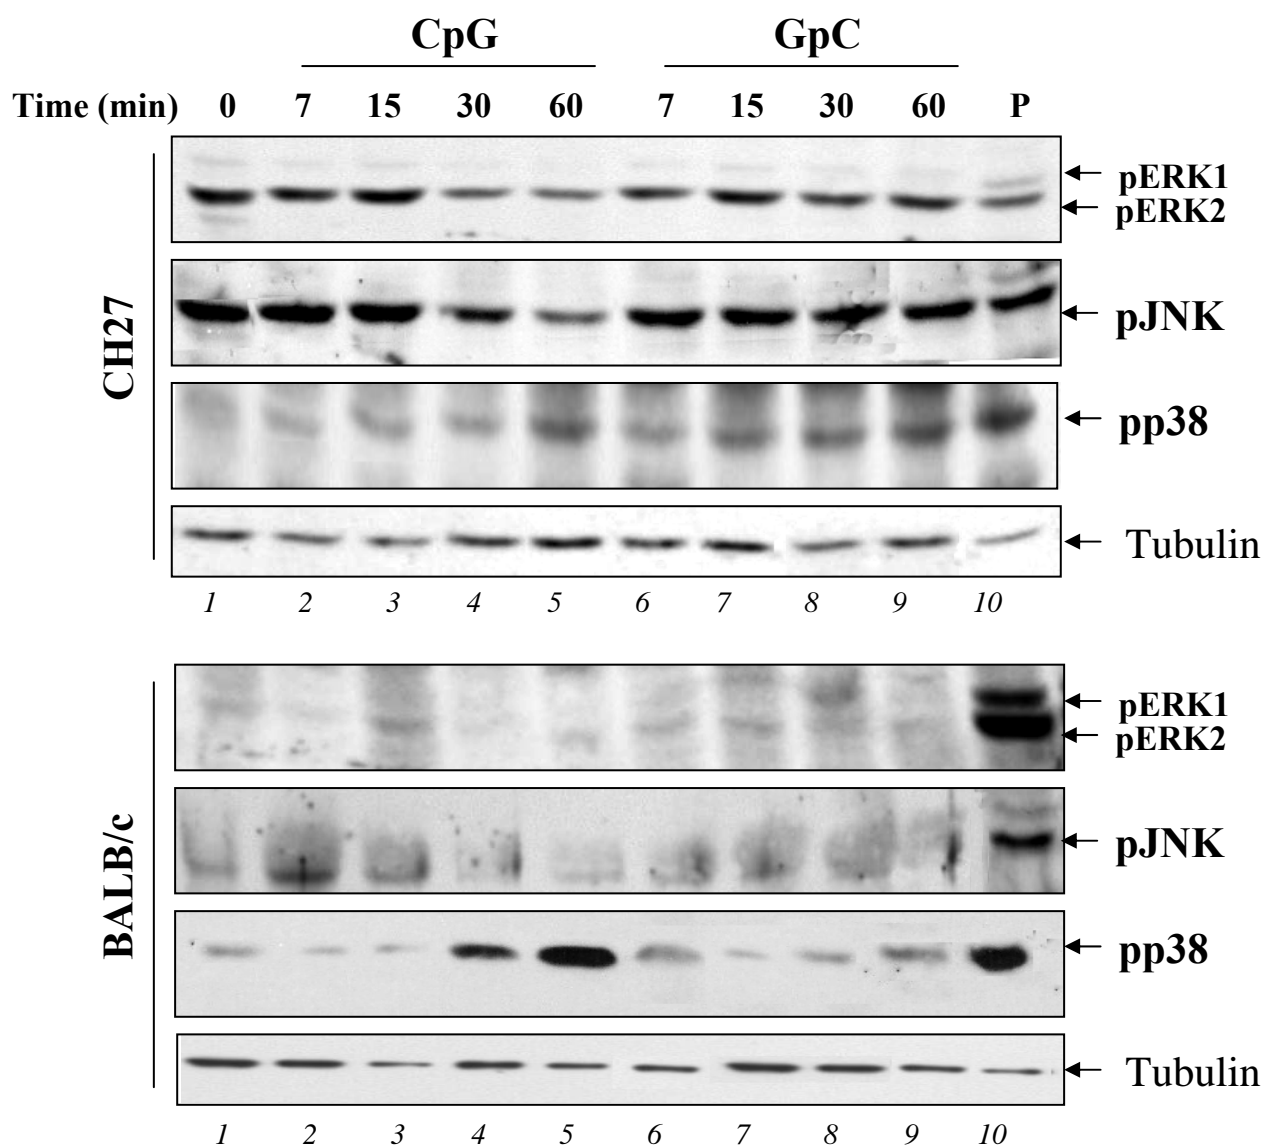 CpG GpC
Time (min) 0 7 15 30 60 7 15 30 60 P
CH27
pERK1
pERK2
pJNK
pp38
Tubulin
1 2 3 4 5 6 7 8 9 10
BALB/c
pERK1
pERK2
pJNK
pp38
Tubulin
1 2 3 4 5 6 7 8 9 10